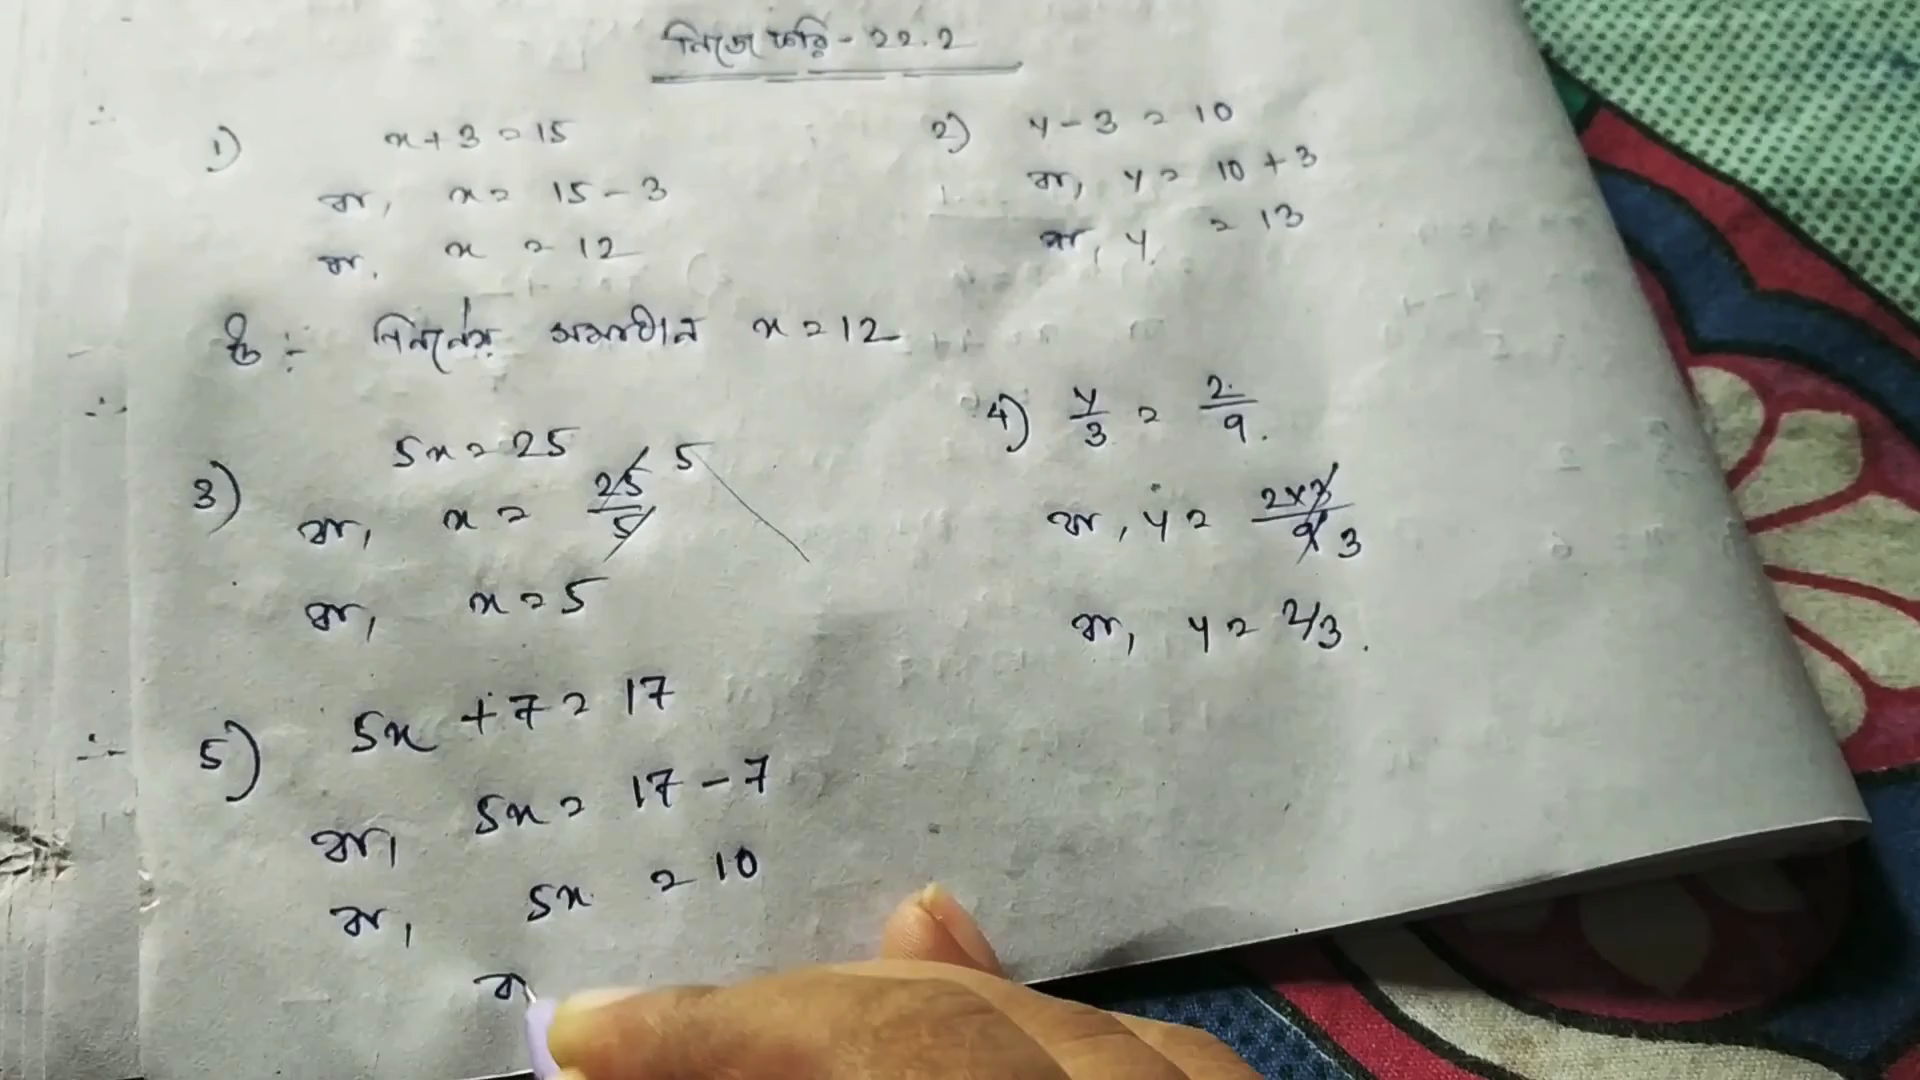 নিজে করি - 22.2
1) x + 3 = 15
বা, x = 15 - 3
বা, x = 12
উঃ - নির্ণেয় সমাধান x = 12
2) y - 3 = 10
বা, y = 10 + 3
বা, y = 13
3) 5x = 25
বা, x = 25/5 5
বা, x = 5
4) y/3 = 2/9.
বা, y = 2×3/9 3
বা, y = 2/3.
5) 5x + 7 = 17
বা, 5x = 17 - 7
বা, 5x = 10
বা